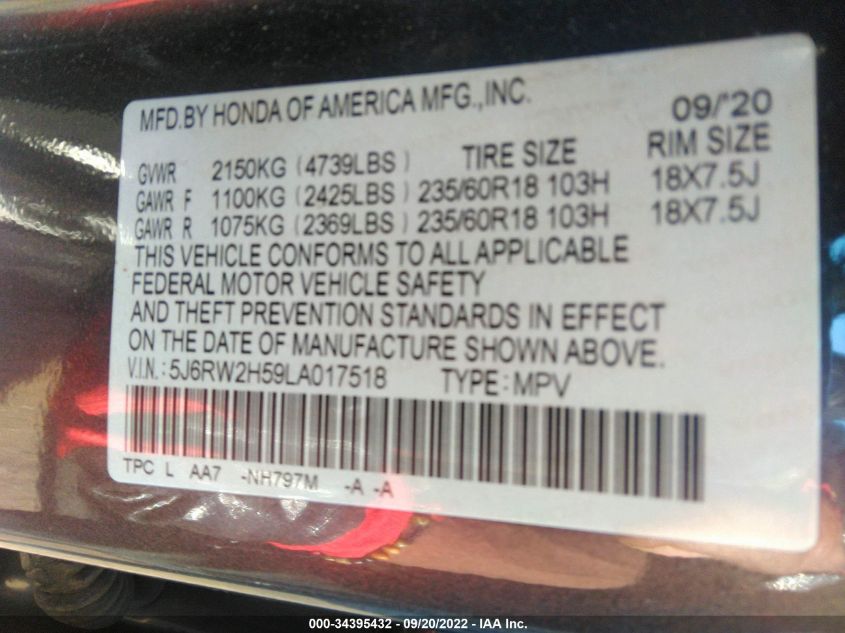 MFD.BY HONDA OF AMERICA MFG.,INC. 09/'20
GVWR 2150KG (4739LBS) TIRE SIZE RIM SIZE
GAWR F 1100KG (2425LBS) 235/60R18 103H 18X7.5J
GAWR R 1075KG (2369LBS) 235/60R18 103H 18X7.5J
THIS VEHICLE CONFORMS TO ALL APPLICABLE
FEDERAL MOTOR VEHICLE SAFETY
AND THEFT PREVENTION STANDARDS IN EFFECT
ON THE DATE OF MANUFACTURE SHOWN ABOVE.
V.I.N.: 5J6RW2H59LA017518 TYPE: MPV
TPC L AA7 -NH797M -A -A
000-34395432 - 09/20/2022 - IAA Inc.